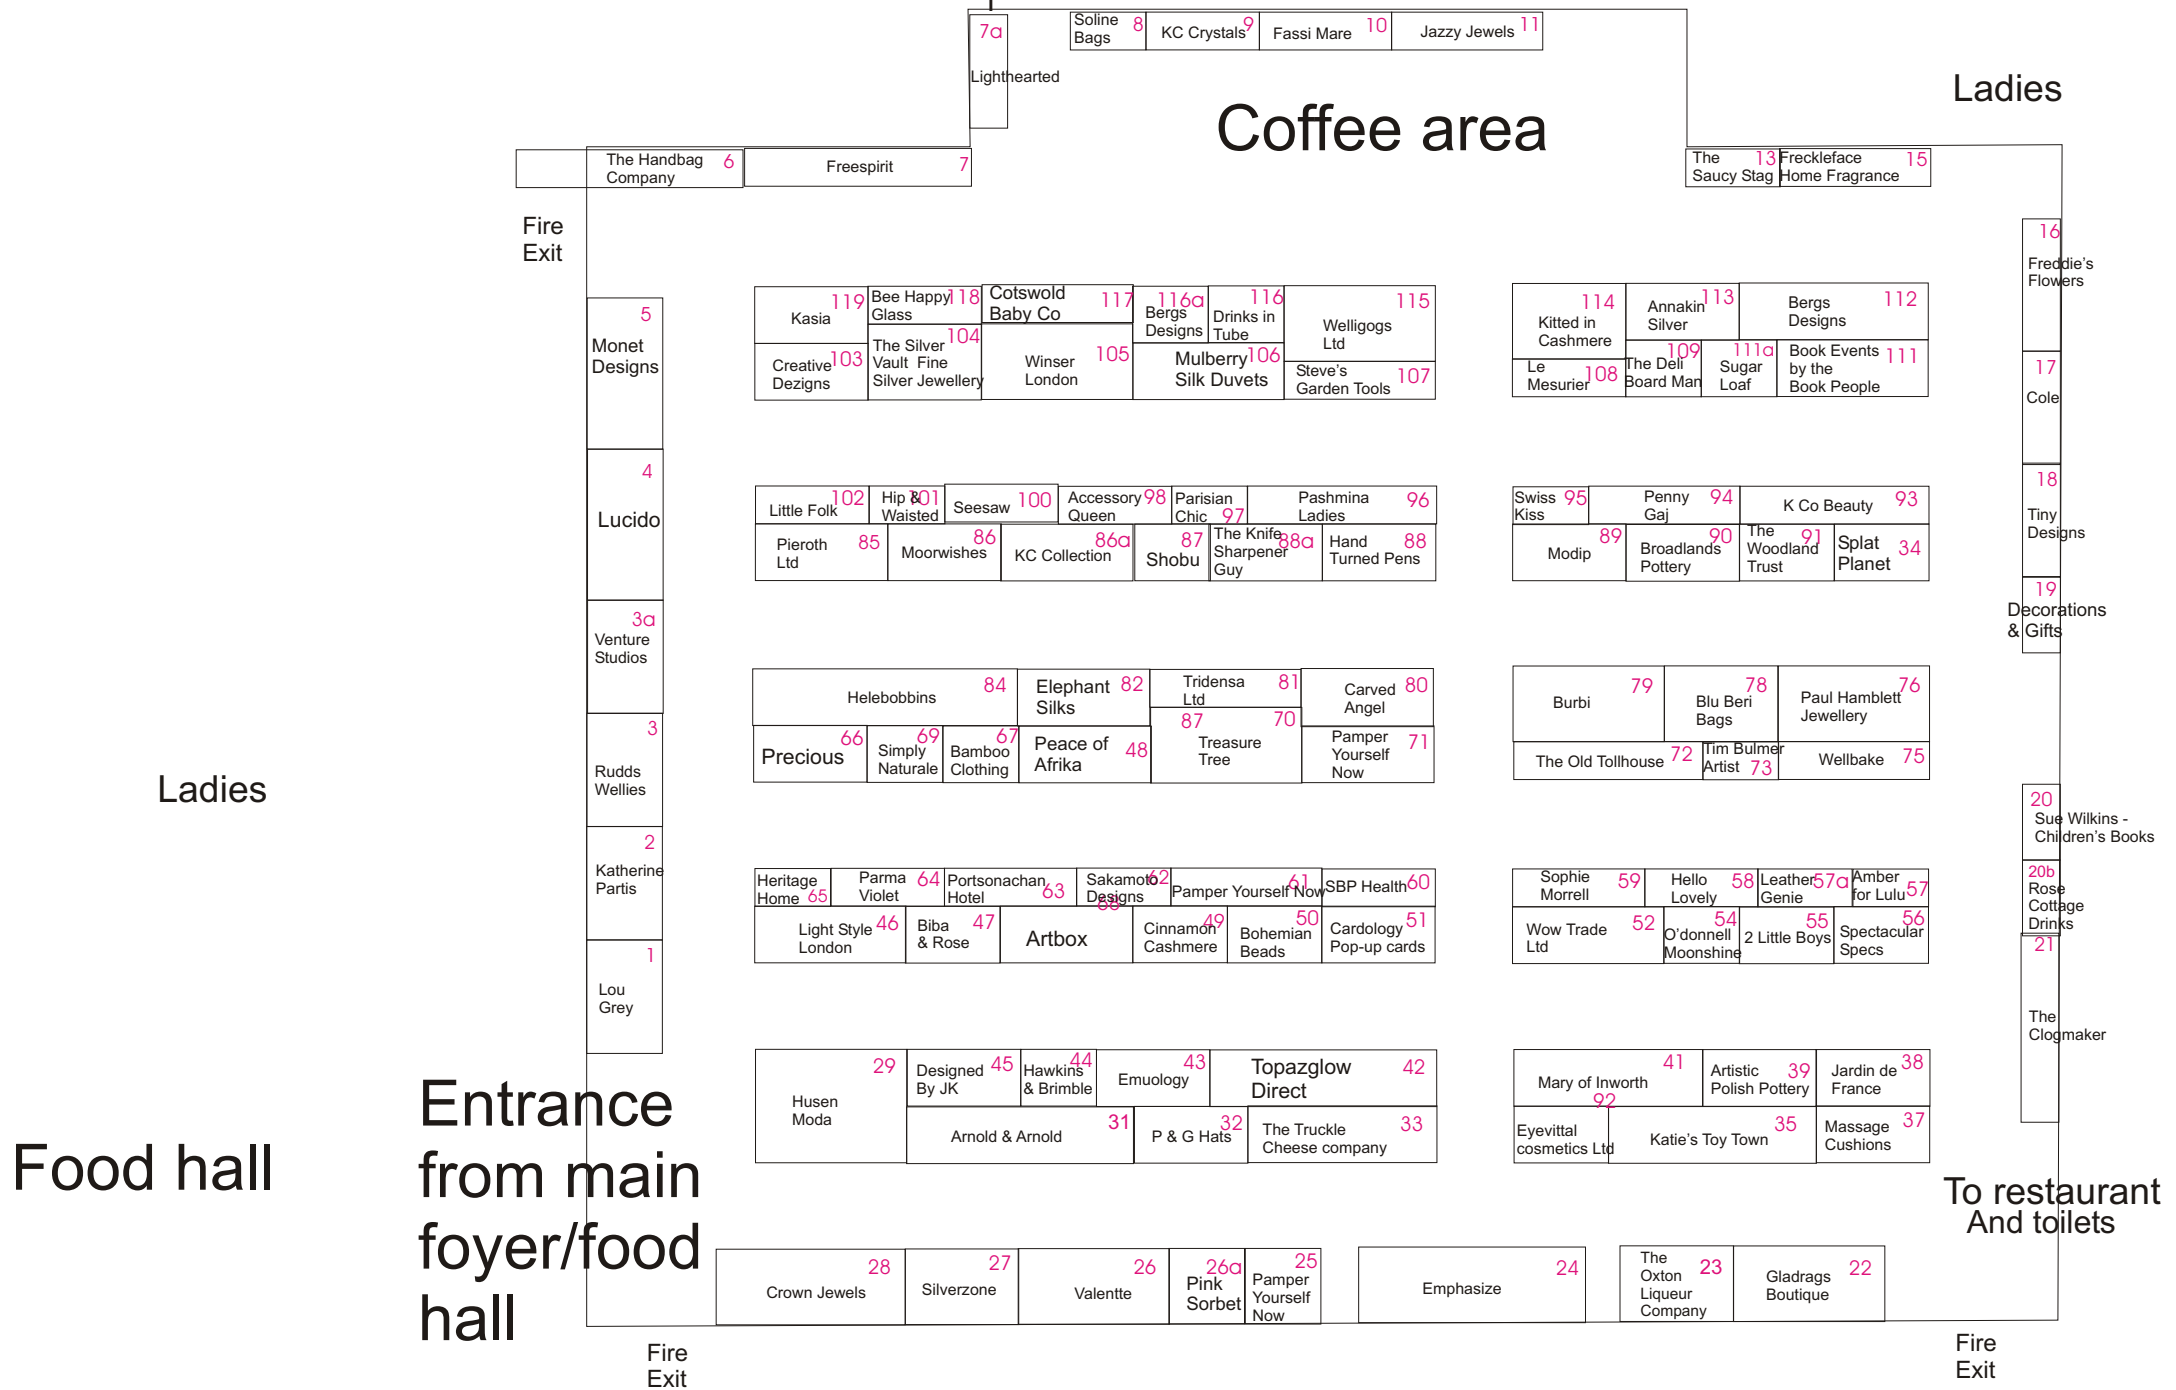 7a
Lighthearted
Soline 8
Bags
KC Crystals 9
Fassi Mare 10
Jazzy Jewels 11
Coffee area
Ladies
The Handbag 6
Company
Freespirit 7
The 13
Saucy Stag
Freckleface 15
Home Fragrance
Fire
Exit
16
Freddie's
Flowers
17
Cole
18
Tiny
Designs
19
Decorations
& Gifts
5
Monet
Designs
4
Lucido
3a
Venture
Studios
3
Rudds
Wellies
2
Katherine
Partis
1
Lou
Grey
119
Kasia
Bee Happy 118
Glass
Cotswold 117
Baby Co
116a
Bergs
Designs
116
Drinks in
Tube
115
Welligogs
Ltd
114
Kitted in
Cashmere
113
Annakin
Silver
112
Bergs
Designs
Creative 103
Dezigns
104
The Silver
Vault Fine
Silver Jewellery
105
Winser
London
Mulberry 106
Silk Duvets
Steve's 107
Garden Tools
Le 108
Mesurier
109
The Deli
Board Man
111a
Sugar
Loaf
Book Events 111
by the
Book People
102
Little Folk
Hip & 101
Waisted
Seesaw 100
Accessory 98
Queen
Parisian
Chic 97
Pashmina 96
Ladies
Swiss 95
Kiss
Penny 94
Gaj
K Co Beauty 93
Pieroth 85
Ltd
86
Moorwishes
86a
KC Collection
87
Shobu
The Knife
Sharpener 88a
Guy
Hand 88
Turned Pens
89
Modip
90
Broadlands
Pottery
The 91
Woodland
Trust
Splat 34
Planet
84
Helebobbins
Elephant 82
Silks
Tridensa 81
Ltd
Carved 80
Angel
79
Burbi
78
Blu Beri
Bags
76
Paul Hamblett
Jewellery
66
Precious
69
Simply
Naturale
67
Bamboo
Clothing
Peace of 48
Afrika
87 70
Treasure
Tree
Pamper 71
Yourself
Now
The Old Tollhouse 72
Tim Bulmer
Artist 73
Wellbake 75
Ladies
20
Sue Wilkins -
Children's Books
20b
Rose
Cottage
Drinks
21
The
Clogmaker
Heritage
Home 65
Parma 64
Violet
Portsonachan
Hotel 63
Sakamoto 62
Designs
68
Pamper Yourself Now 61
SBP Health 60
Sophie 59
Morrell
Hello 58
Lovely
Leather 57a
Genie
Amber 57
for Lulu
Light Style 46
London
Biba 47
& Rose
Artbox
49
Cinnamon
Cashmere
50
Bohemian
Beads
Cardology 51
Pop-up cards
Wow Trade 52
Ltd
54
O'donnell
Moonshine
55
2 Little Boys
56
Spectacular
Specs
29
Husen
Moda
Designed 45
By JK
44
Hawkins
& Brimble
43
Emuology
Topazglow 42
Direct
41
Mary of Inworth
92
Artistic 39
Polish Pottery
Jardin de 38
France
Arnold & Arnold 31
P & G Hats 32
The Truckle 33
Cheese company
Eyevittal
cosmetics Ltd
Katie's Toy Town 35
Massage 37
Cushions
Food hall
Entrance
from main
foyer/food
hall
To restaurant
And toilets
28
Crown Jewels
27
Silverzone
26
Valentte
26a
Pink
Sorbet
25
Pamper
Yourself
Now
24
Emphasize
The 23
Oxton
Liqueur
Company
Gladrags 22
Boutique
Fire
Exit
Fire
Exit